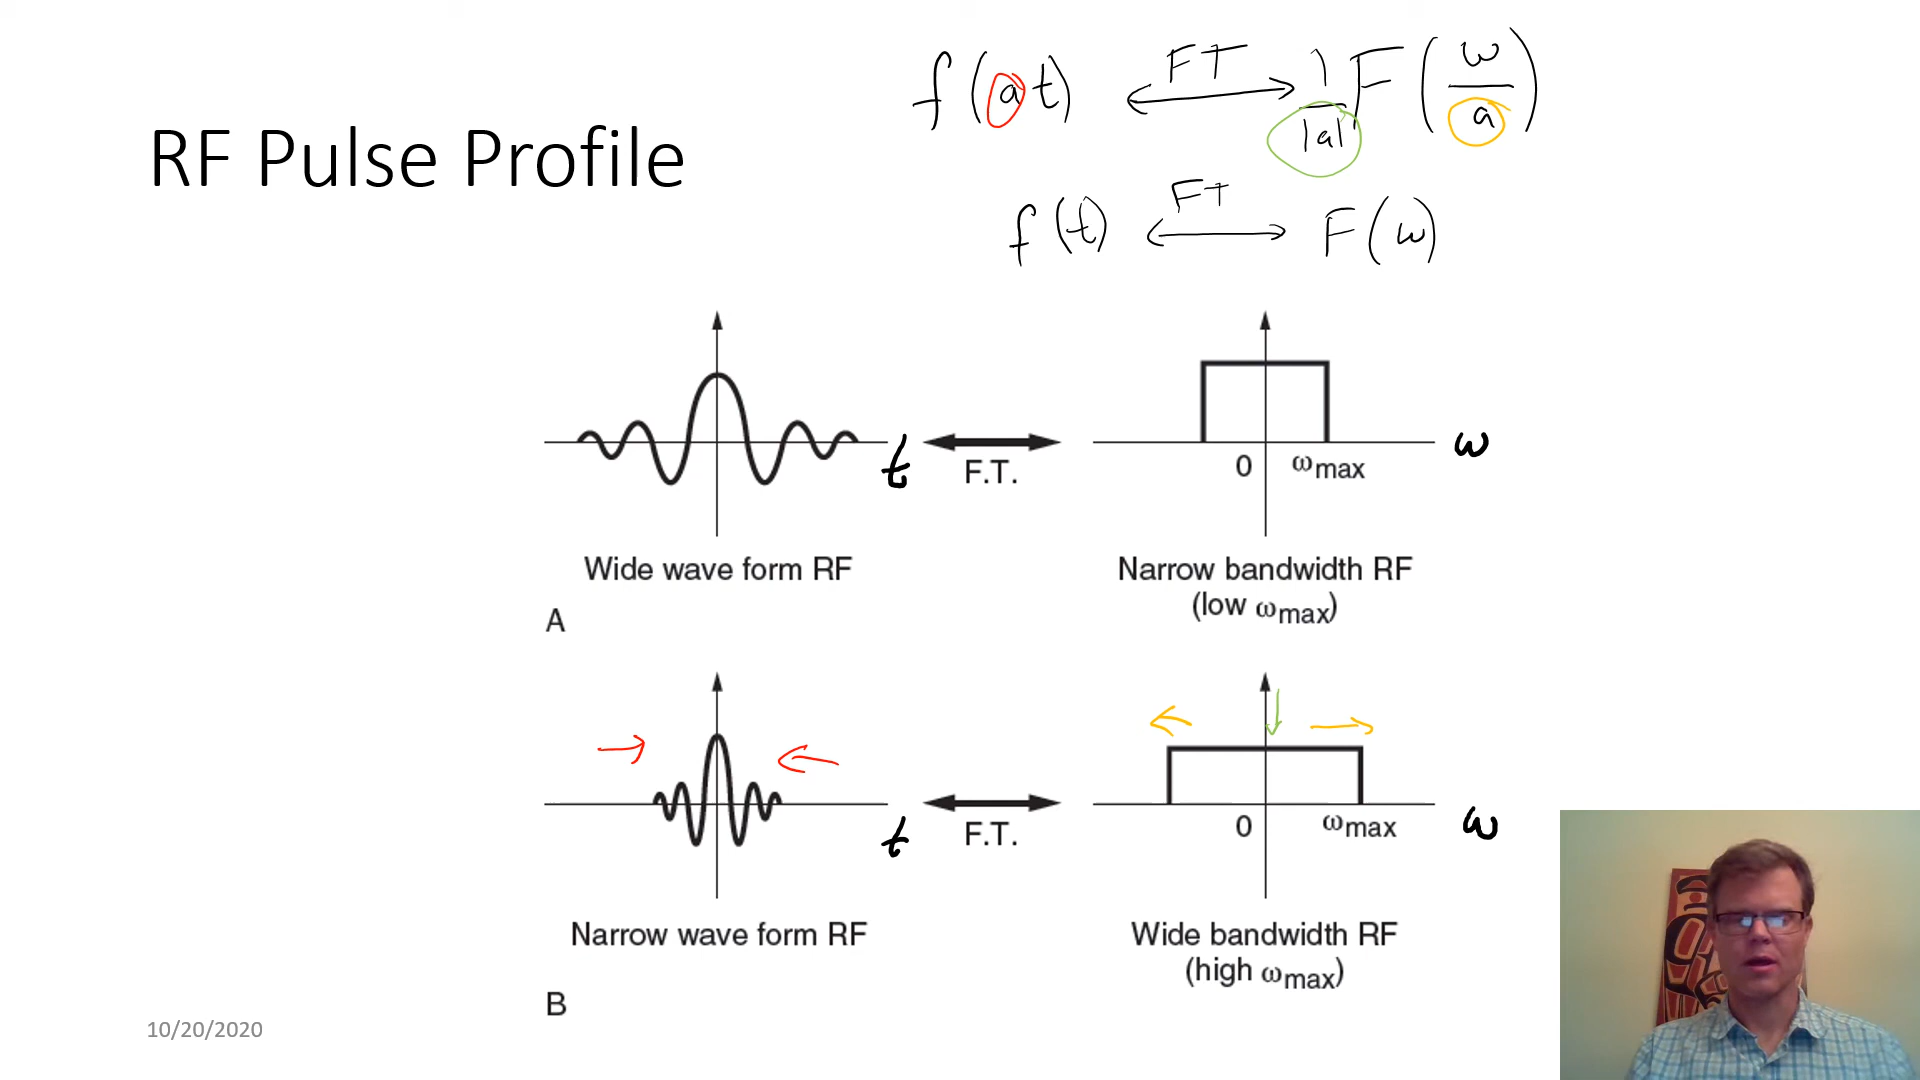 f(at) FT 1/|a| F(ω/a)
RF Pulse Profile
f(t) FT F(ω)
t F.T. 0 ωmax ω
Wide wave form RF
Narrow bandwidth RF
(low ωmax)
A
t F.T. 0 ωmax ω
Narrow wave form RF
Wide bandwidth RF
(high ωmax)
B
10/20/2020